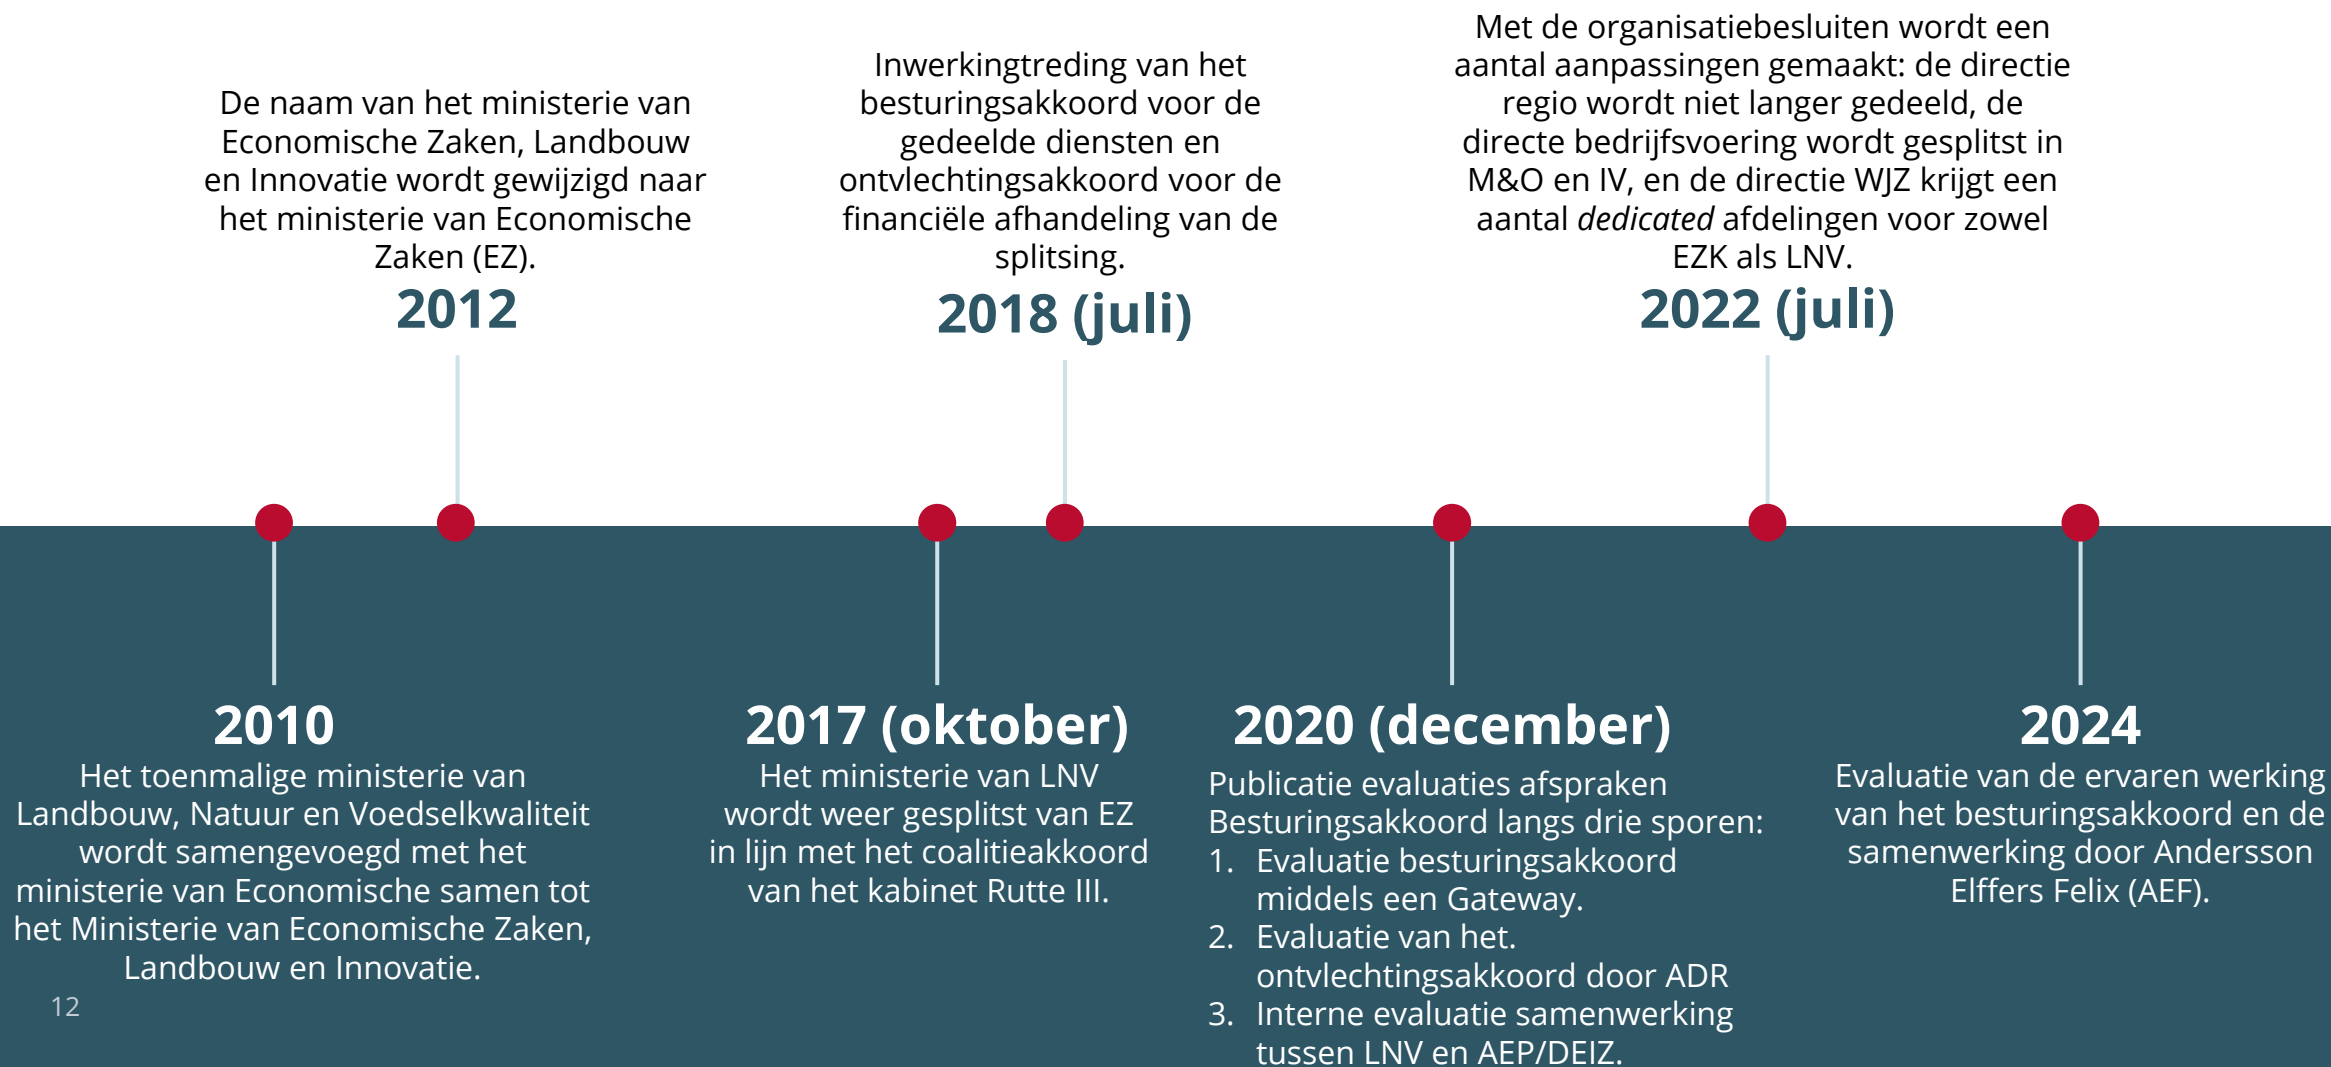 De naam van het ministerie van
Economische Zaken, Landbouw
en Innovatie wordt gewijzigd naar
het ministerie van Economische
Zaken (EZ).
2012
Inwerkingtreding van het
besturingsakkoord voor de
gedeelde diensten en
ontvlechtingsakkoord voor de
financiële afhandeling van de
splitsing.
2018 (juli)
Met de organisatiebesluiten wordt een
aantal aanpassingen gemaakt: de directie
regio wordt niet langer gedeeld, de
directe bedrijfsvoering wordt gesplitst in
M&O en IV, en de directie WJZ krijgt een
aantal dedicated afdelingen voor zowel
EZK als LNV.
2022 (juli)
2010
Het toenmalige ministerie van
Landbouw, Natuur en Voedselkwaliteit
wordt samengevoegd met het
ministerie van Economische samen tot
het Ministerie van Economische Zaken,
Landbouw en Innovatie.
2017 (oktober)
Het ministerie van LNV
wordt weer gesplitst van EZ
in lijn met het coalitieakkoord
van het kabinet Rutte III.
2020 (december)
Publicatie evaluaties afspraken
Besturingsakkoord langs drie sporen:
1. Evaluatie besturingsakkoord
middels een Gateway.
2. Evaluatie van het.
ontvlechtingsakkoord door ADR
3. Interne evaluatie samenwerking
tussen LNV en AEP/DEIZ.
2024
Evaluatie van de ervaren werking
van het besturingsakkoord en de
samenwerking door Andersson
Elffers Felix (AEF).
12